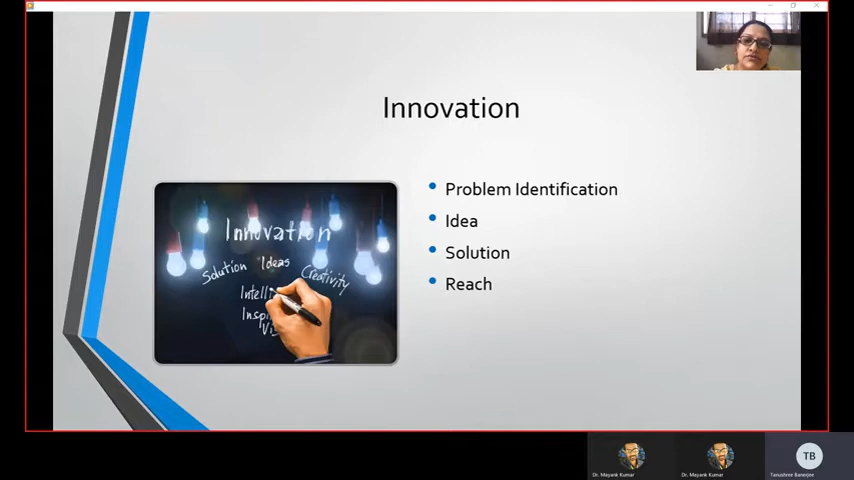 Innovation
Problem Identification
Idea
Solution
Reach
Innovation
Solution Ideas Creativity
TB
Dr. Mayank Kumar
Dr. Mayank Kumar
Tanushree Banerjee